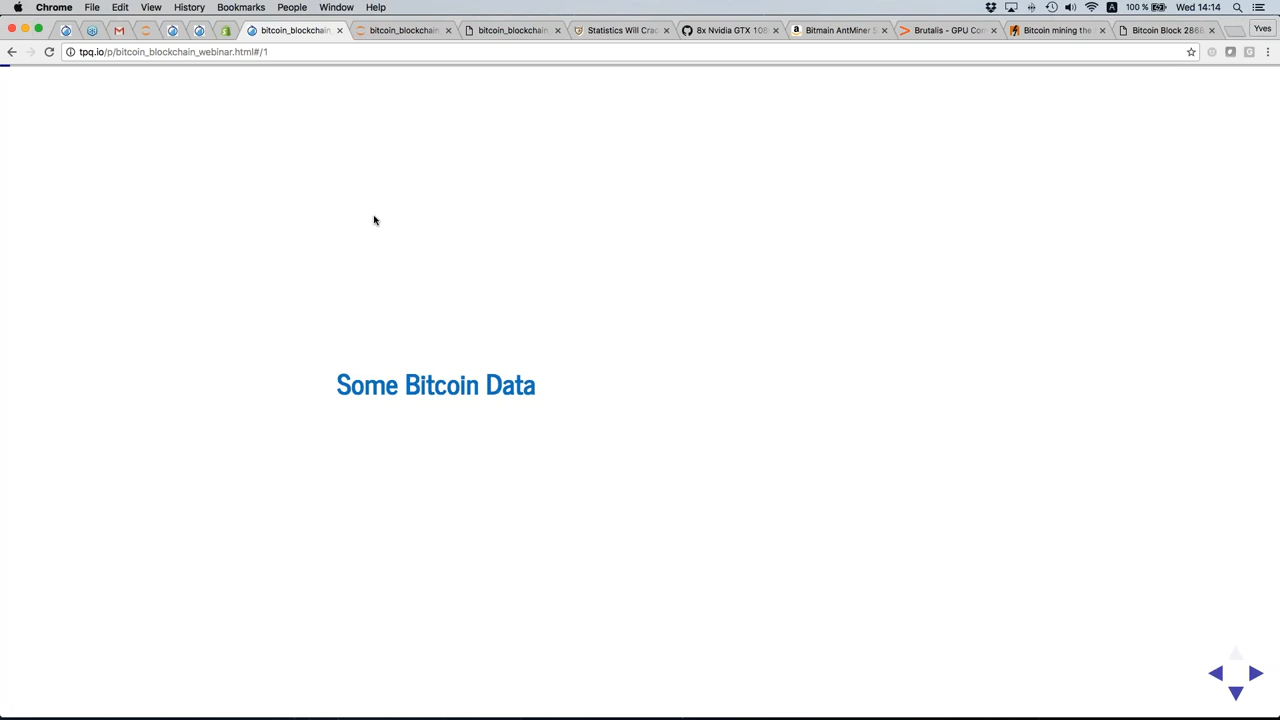 Chrome File Edit View History Bookmarks People Window Help 100 % Wed 14:14
bitcoin_blockchain_ bitcoin_blockchain bitcoin_blockchain Statistics Will Crac 8x Nvidia GTX 108 Bitmain AntMiner S Brutalis - GPU Com Bitcoin mining the Bitcoin Block 2868 Yves
tpq.io/p/bitcoin_blockchain_webinar.html#/1
Some Bitcoin Data